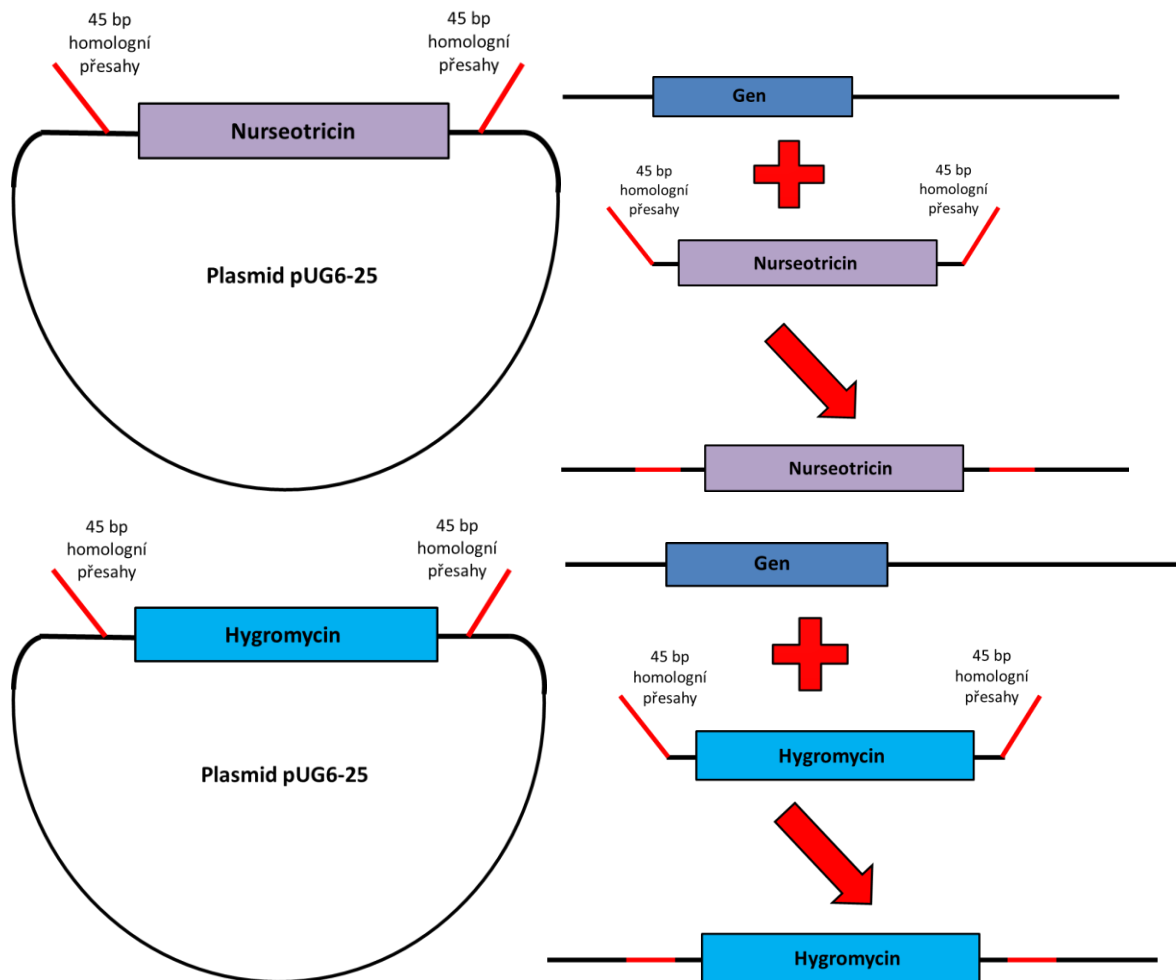 45 bp
homologní
přesahy
45 bp
homologní
přesahy
Nurseotricin
Plasmid pUG6-25
Gen
45 bp
homologní
přesahy
45 bp
homologní
přesahy
Nurseotricin
Nurseotricin
45 bp
homologní
přesahy
45 bp
homologní
přesahy
Hygromycin
Plasmid pUG6-25
Gen
45 bp
homologní
přesahy
45 bp
homologní
přesahy
Hygromycin
Hygromycin